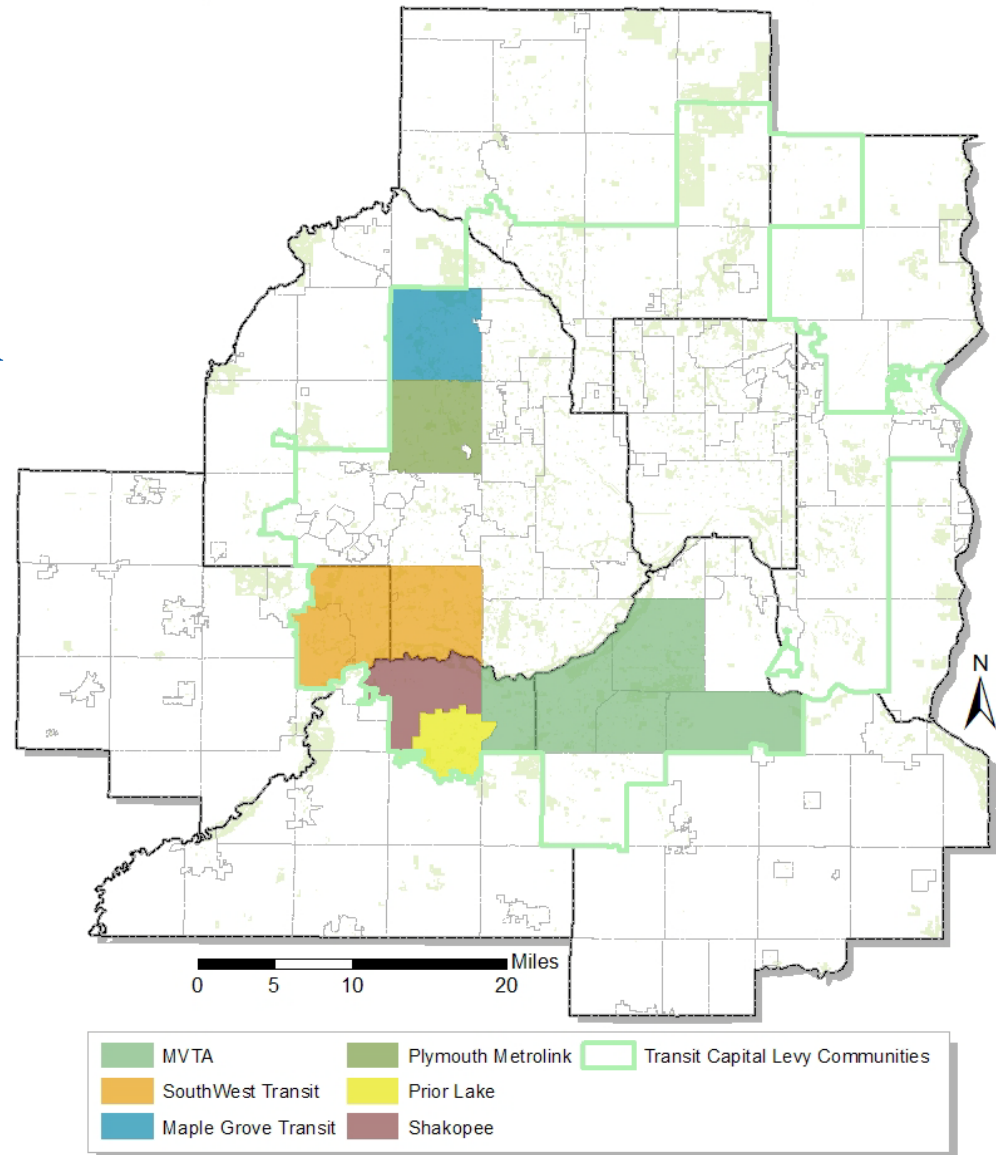 N
Miles
0 5 10 20
MVTA Plymouth Metrolink Transit Capital Levy Communities
SouthWest Transit Prior Lake
Maple Grove Transit Shakopee